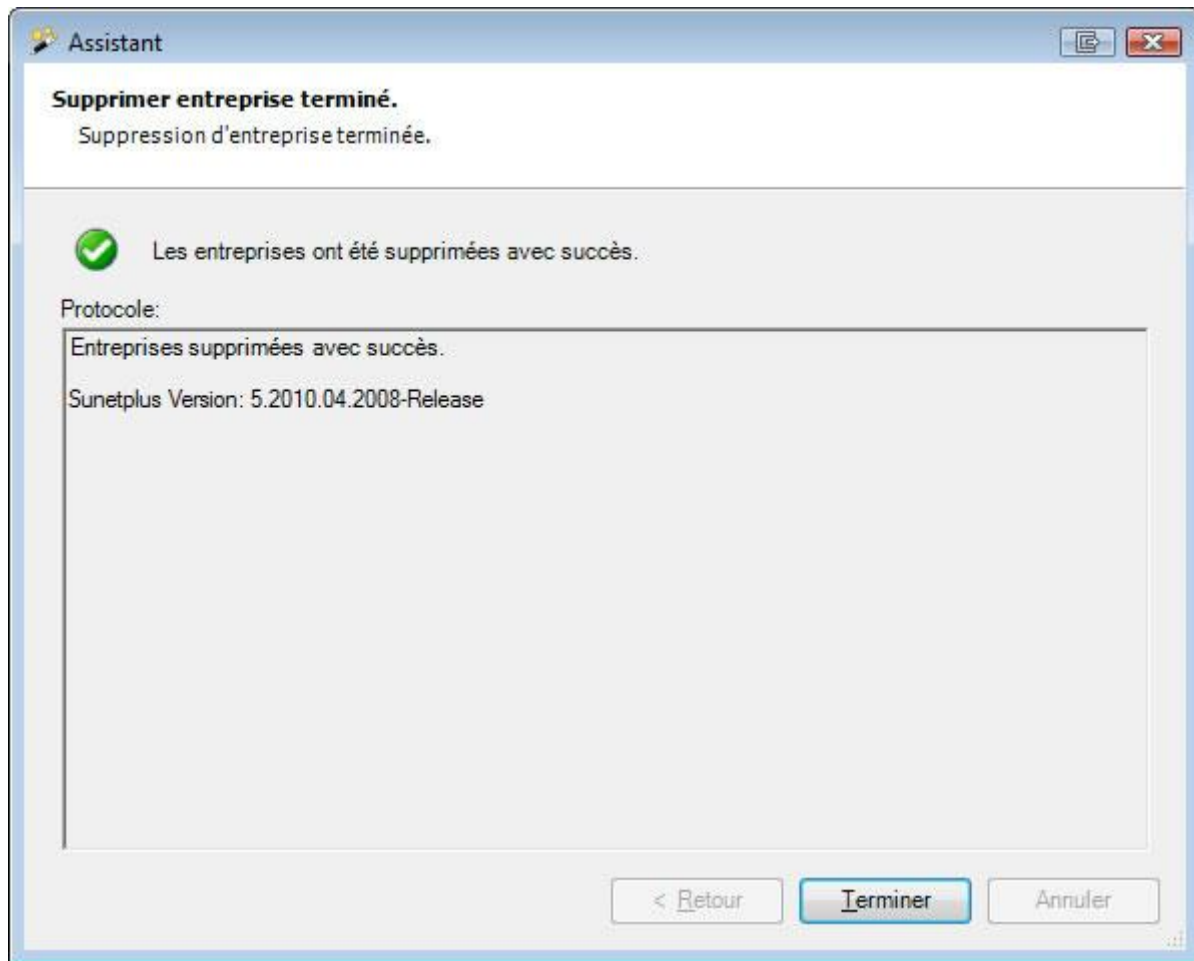 Assistant
Supprimer entreprise terminé.
Suppression d'entreprise terminée.
Les entreprises ont été supprimées avec succès.
Protocole:
Entreprises supprimées avec succès.
Sunetplus Version: 5.2010.04.2008-Release
< Retour
Terminer
Annuler